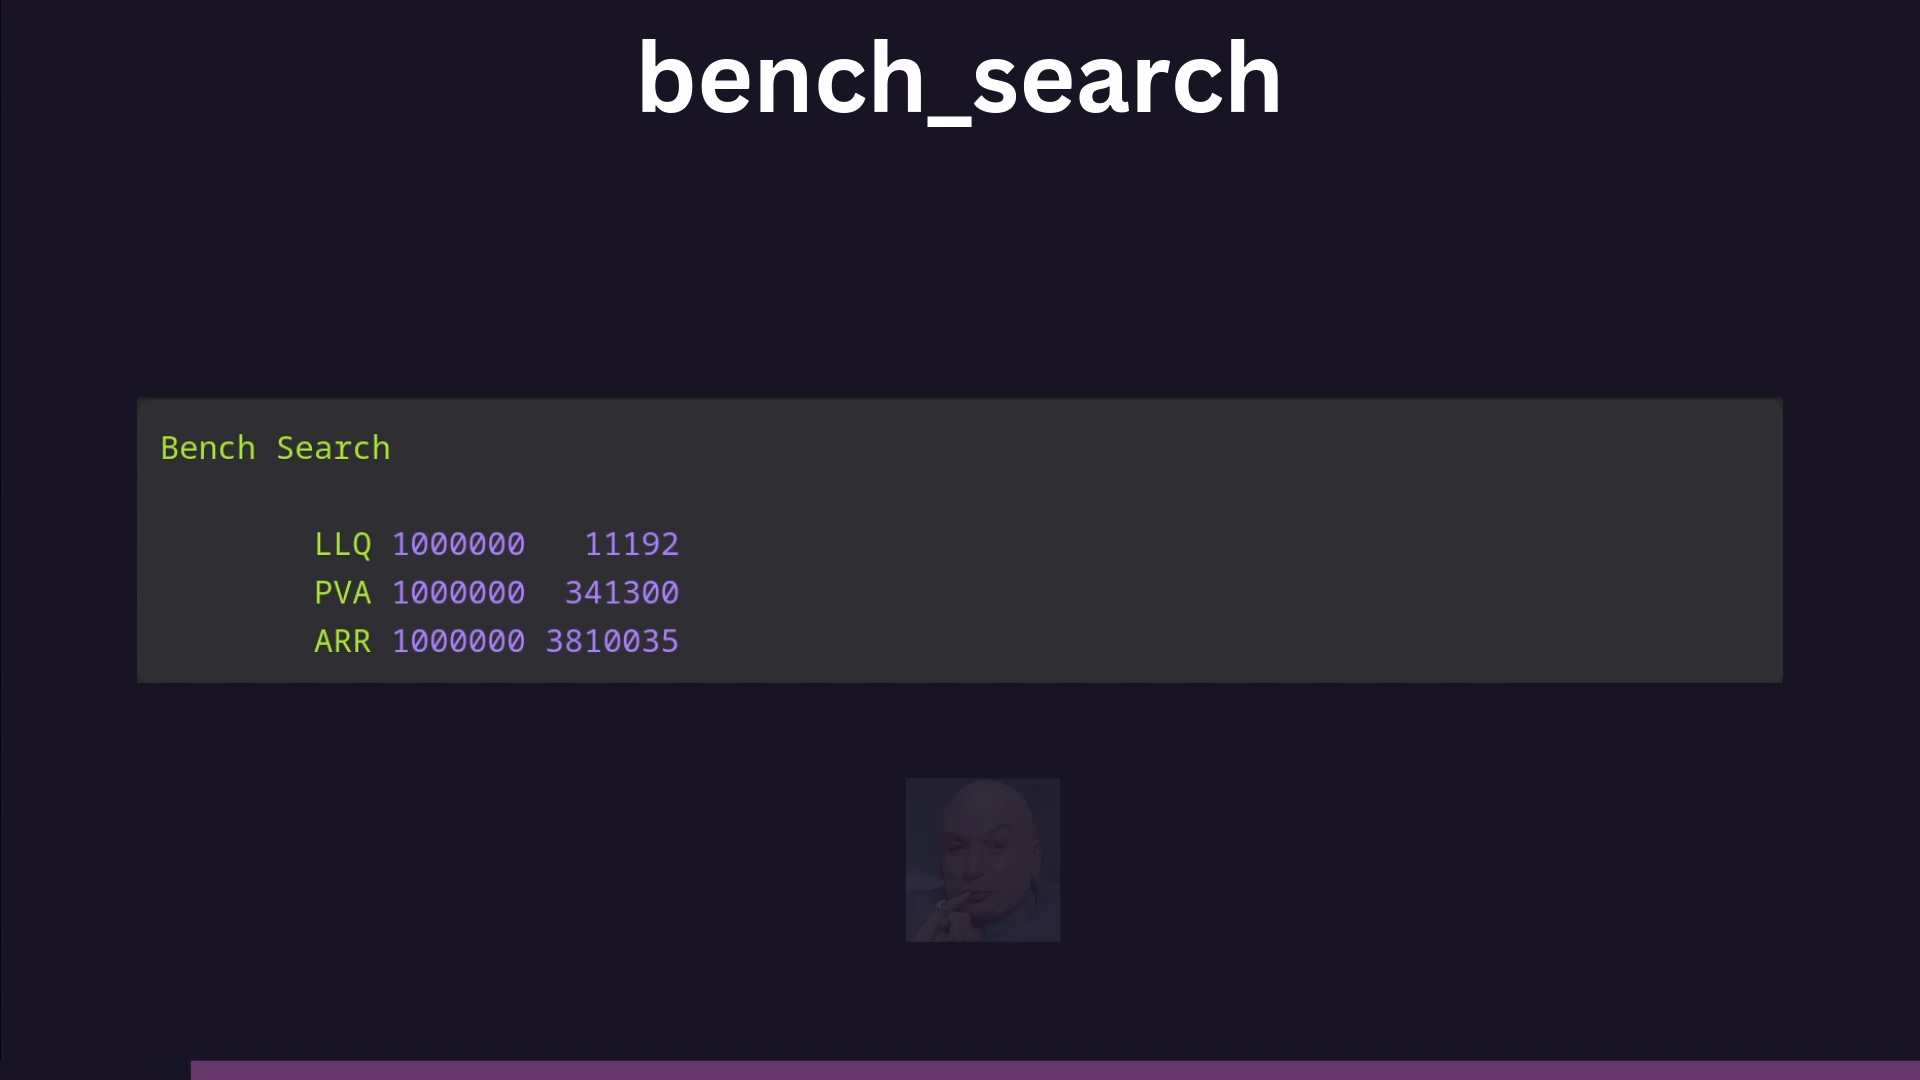 bench_search
Bench Search
LLQ 1000000 11192
PVA 1000000 341300
ARR 1000000 3810035